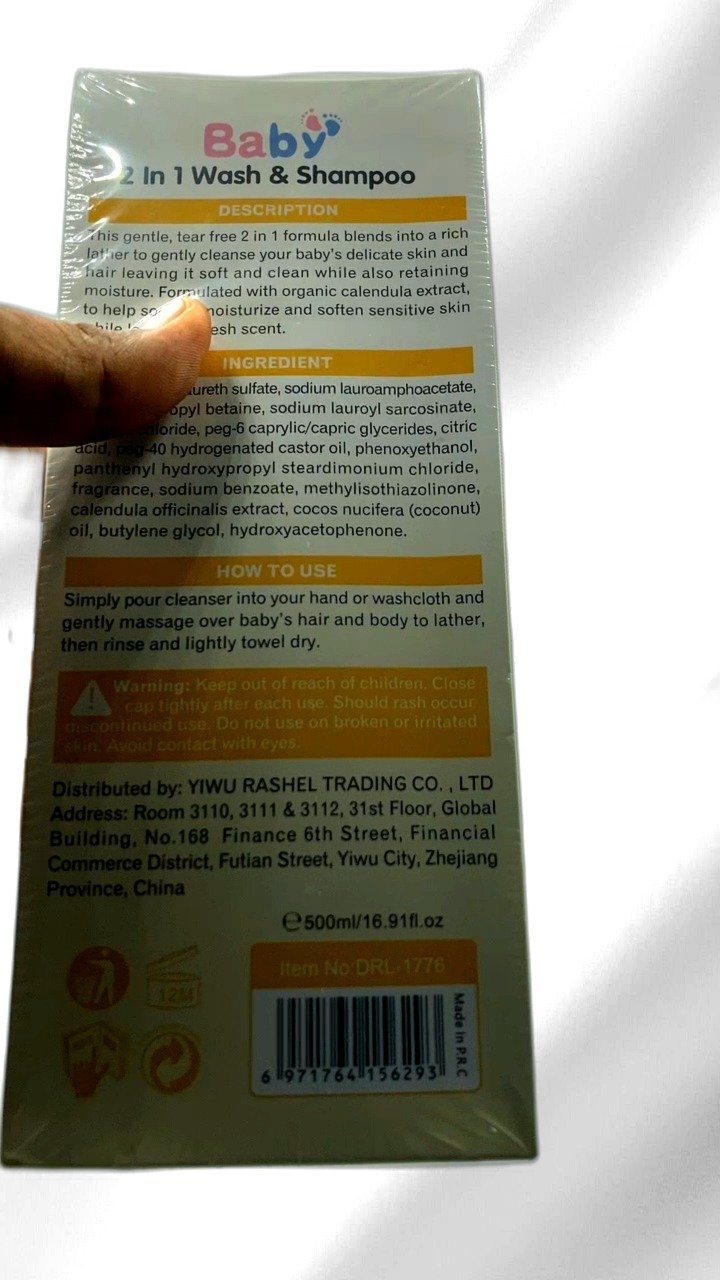 Baby
2 In 1 Wash & Shampoo
DESCRIPTION
This gentle, tear free 2 in 1 formula blends into a rich
lather to gently cleanse your baby's delicate skin and
hair leaving it soft and clean while also retaining
moisture. Formulated with organic calendula extract,
to help moisturize and soften sensitive skin
scent.
INGREDIENT
sulfate, sodium lauroamphoacetate,
betaine, sodium lauroyl sarcosinate,
peg-6 caprylic/capric glycerides, citric
acid, peg-40 hydrogenated castor oil, phenoxyethanol,
panthenyl hydroxypropyl steardimonium chloride,
fragrance, sodium benzoate, methylisothiazolinone,
calendula officinalis extract, cocos nucifera (coconut)
oil, butylene glycol, hydroxyacetophenone.
HOW TO USE
Simply pour cleanser into your hand or washcloth and
gently massage over baby's hair and body to lather,
then rinse and lightly towel dry.
Warning: Keep out of reach of children. Close
cap tightly after each use. Should rash occur
discontinued use. Do not use on broken or irritated
skin. Avoid contact with eyes.
Distributed by: YIWU RASHEL TRADING CO. , LTD
Address: Room 3110, 3111 & 3112, 31st Floor, Global
Building, No.168 Finance 6th Street, Financial
Commerce District, Futian Street, Yiwu City, Zhejiang
Province, China
℮500ml/16.91fl.oz
12M
Item No:DRL-1776
Made in P.R.C
6 971764 156293